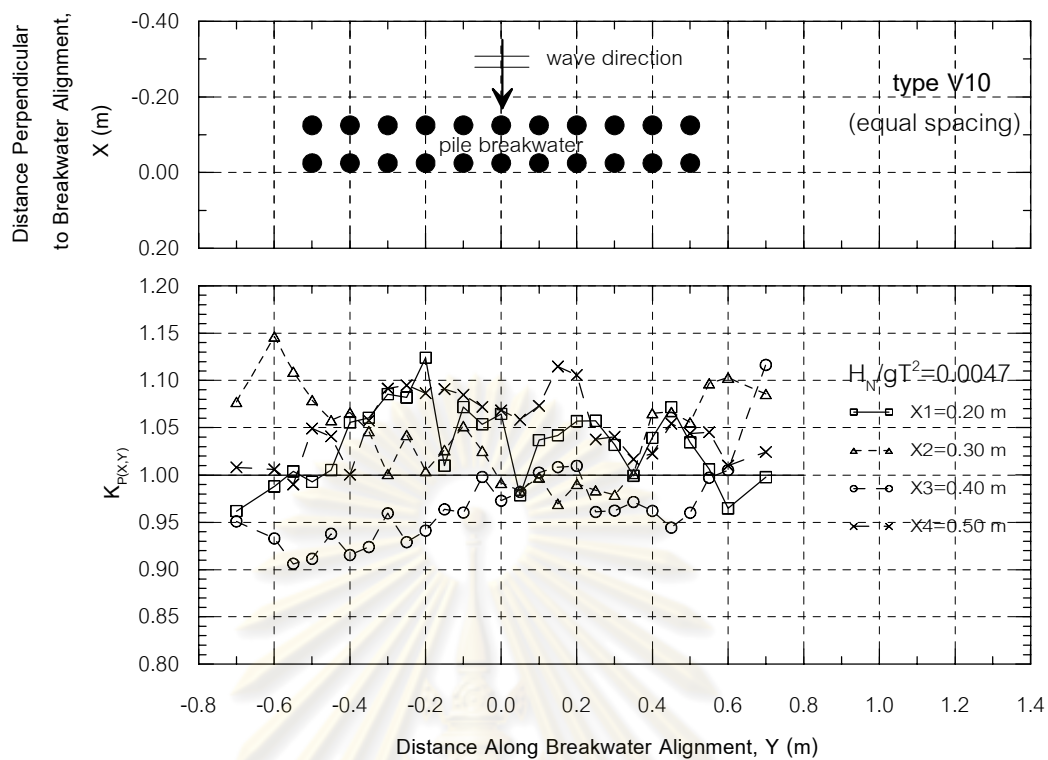 Distance Perpendicular
to Breakwater Alignment,
X (m)
-0.40
-0.20
0.00
0.20
wave direction
pile breakwater
type V10
(equal spacing)
K_P(X,Y)
1.20
1.15
1.10
1.05
1.00
0.95
0.90
0.85
0.80
H_N/gT²=0.0047
X1=0.20 m
X2=0.30 m
X3=0.40 m
X4=0.50 m
-0.8 -0.6 -0.4 -0.2 0.0 0.2 0.4 0.6 0.8 1.0 1.2 1.4
Distance Along Breakwater Alignment, Y (m)